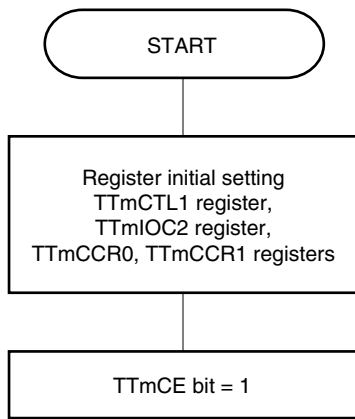 START
Register initial setting
TTmCTL1 register,
TTmIOC2 register,
TTmCCR0, TTmCCR1 registers
TTmCE bit = 1